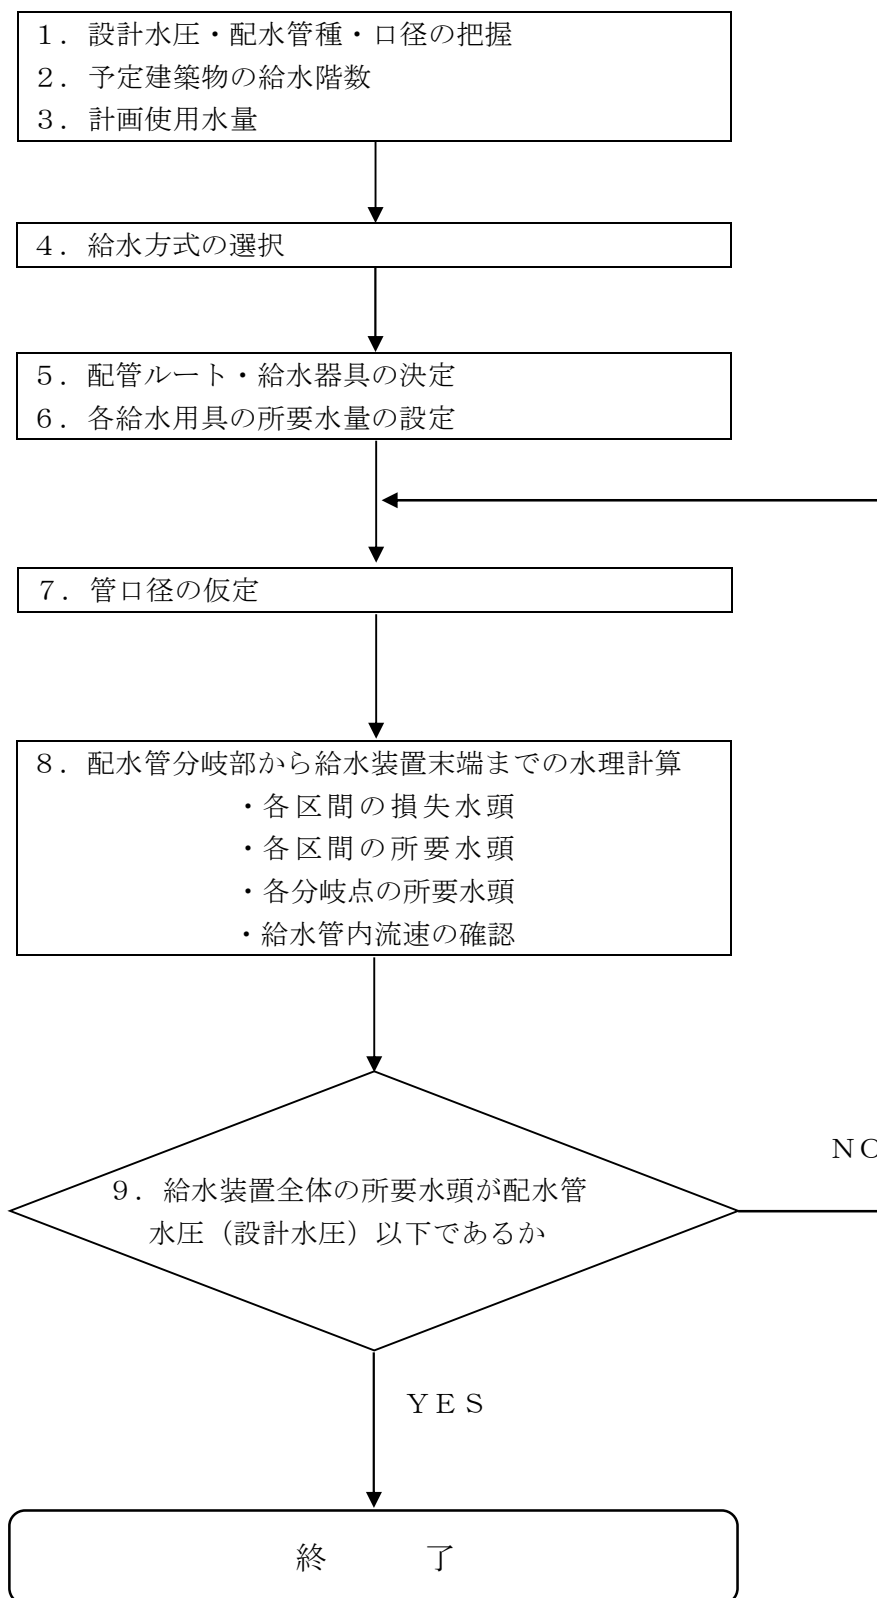 １．設計水圧・配水管種・口径の把握
２．予定建築物の給水階数
３．計画使用水量
４．給水方式の選択
５．配管ルート・給水器具の決定
６．各給水用具の所要水量の設定
７．管口径の仮定
８．配水管分岐部から給水装置末端までの水理計算
・各区間の損失水頭
・各区間の所要水頭
・各分岐点の所要水頭
・給水管内流速の確認
ＮＯ
９．給水装置全体の所要水頭が配水管
水圧（設計水圧）以下であるか
ＹＥＳ
終　　　了